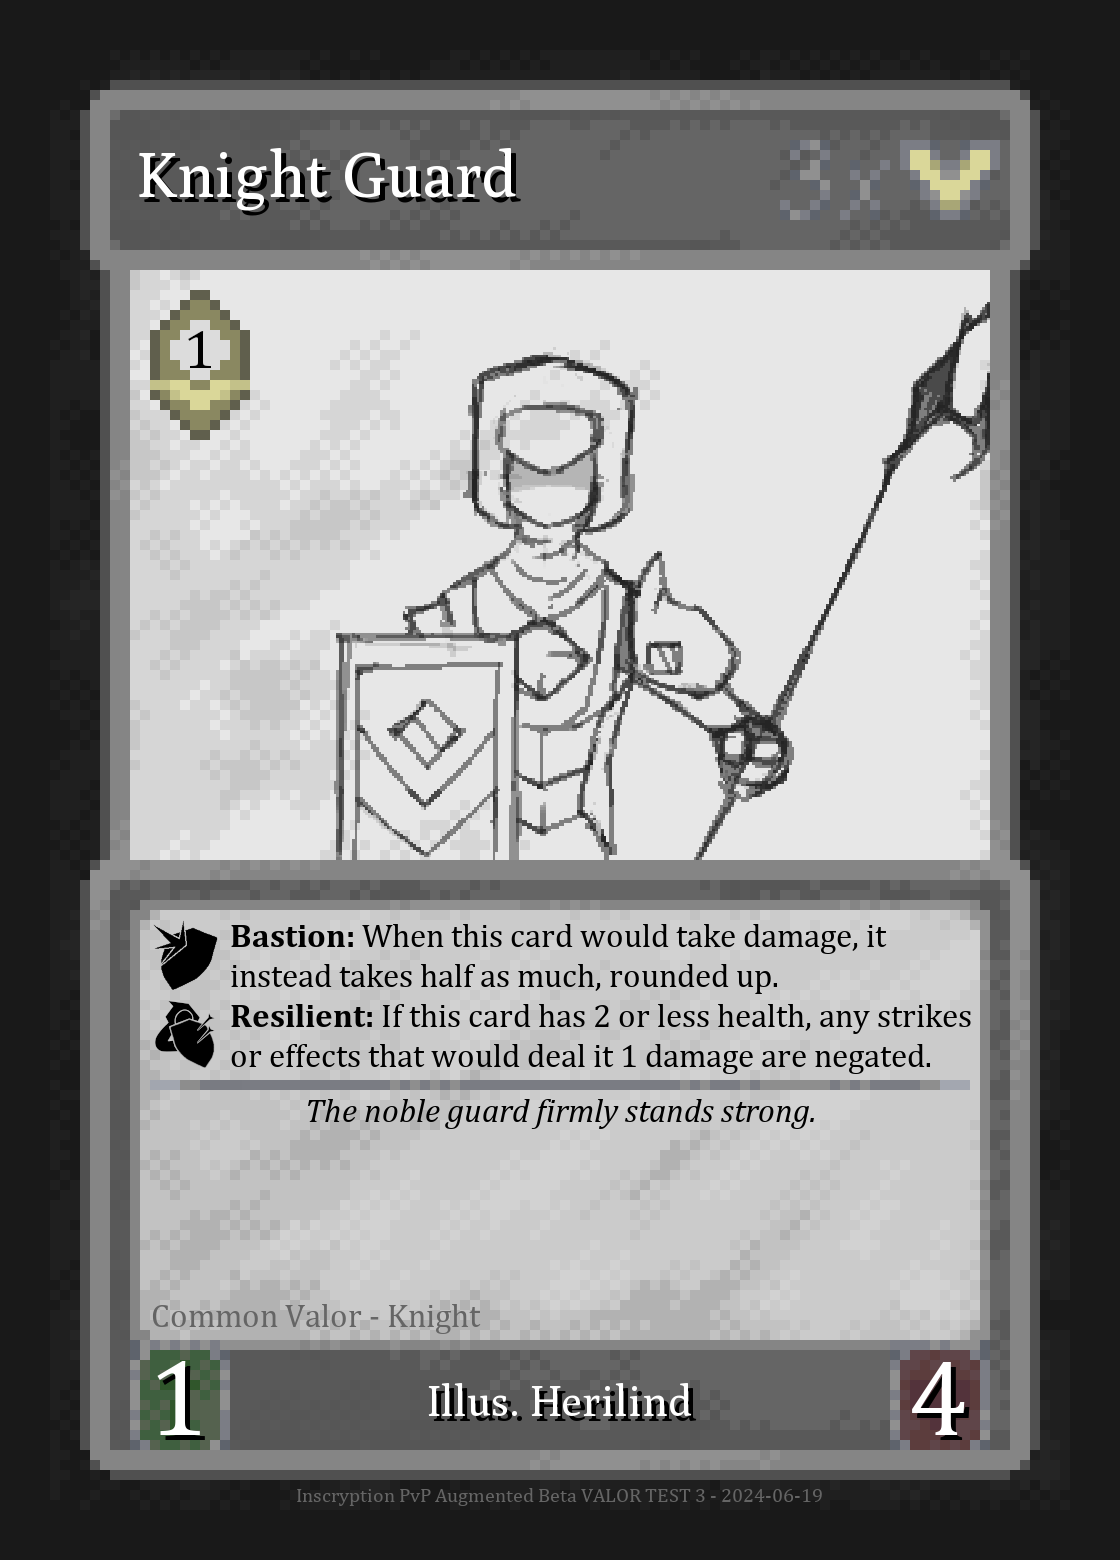 Knight Guard 3x
1
Bastion: When this card would take damage, it
instead takes half as much, rounded up.
Resilient: If this card has 2 or less health, any strikes
or effects that would deal it 1 damage are negated.
The noble guard firmly stands strong.
Common Valor - Knight
1 Illus. Herilind 4
Inscryption PvP Augmented Beta VALOR TEST 3 - 2024-06-19